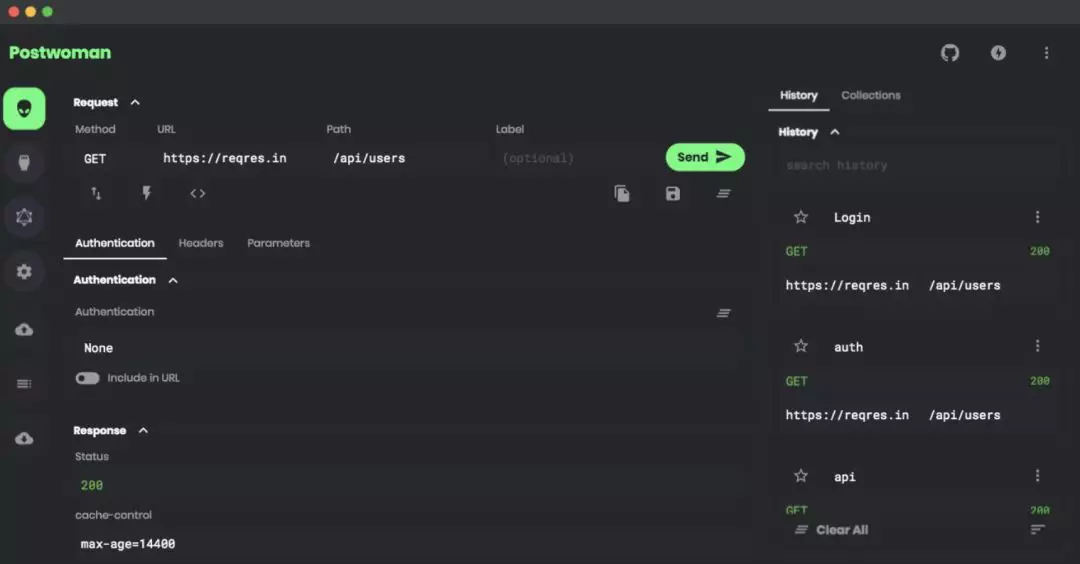 Postwoman
Request
Method URL Path Label
GET https://reqres.in /api/users (optional) Send
Authentication Headers Parameters
Authentication
Authentication
None
Include in URL
Response
Status
200
cache-control
max-age=14400
History Collections
History
search history
Login
GET 200
https://reqres.in /api/users
auth
GET 200
https://reqres.in /api/users
api
GET 200
Clear All